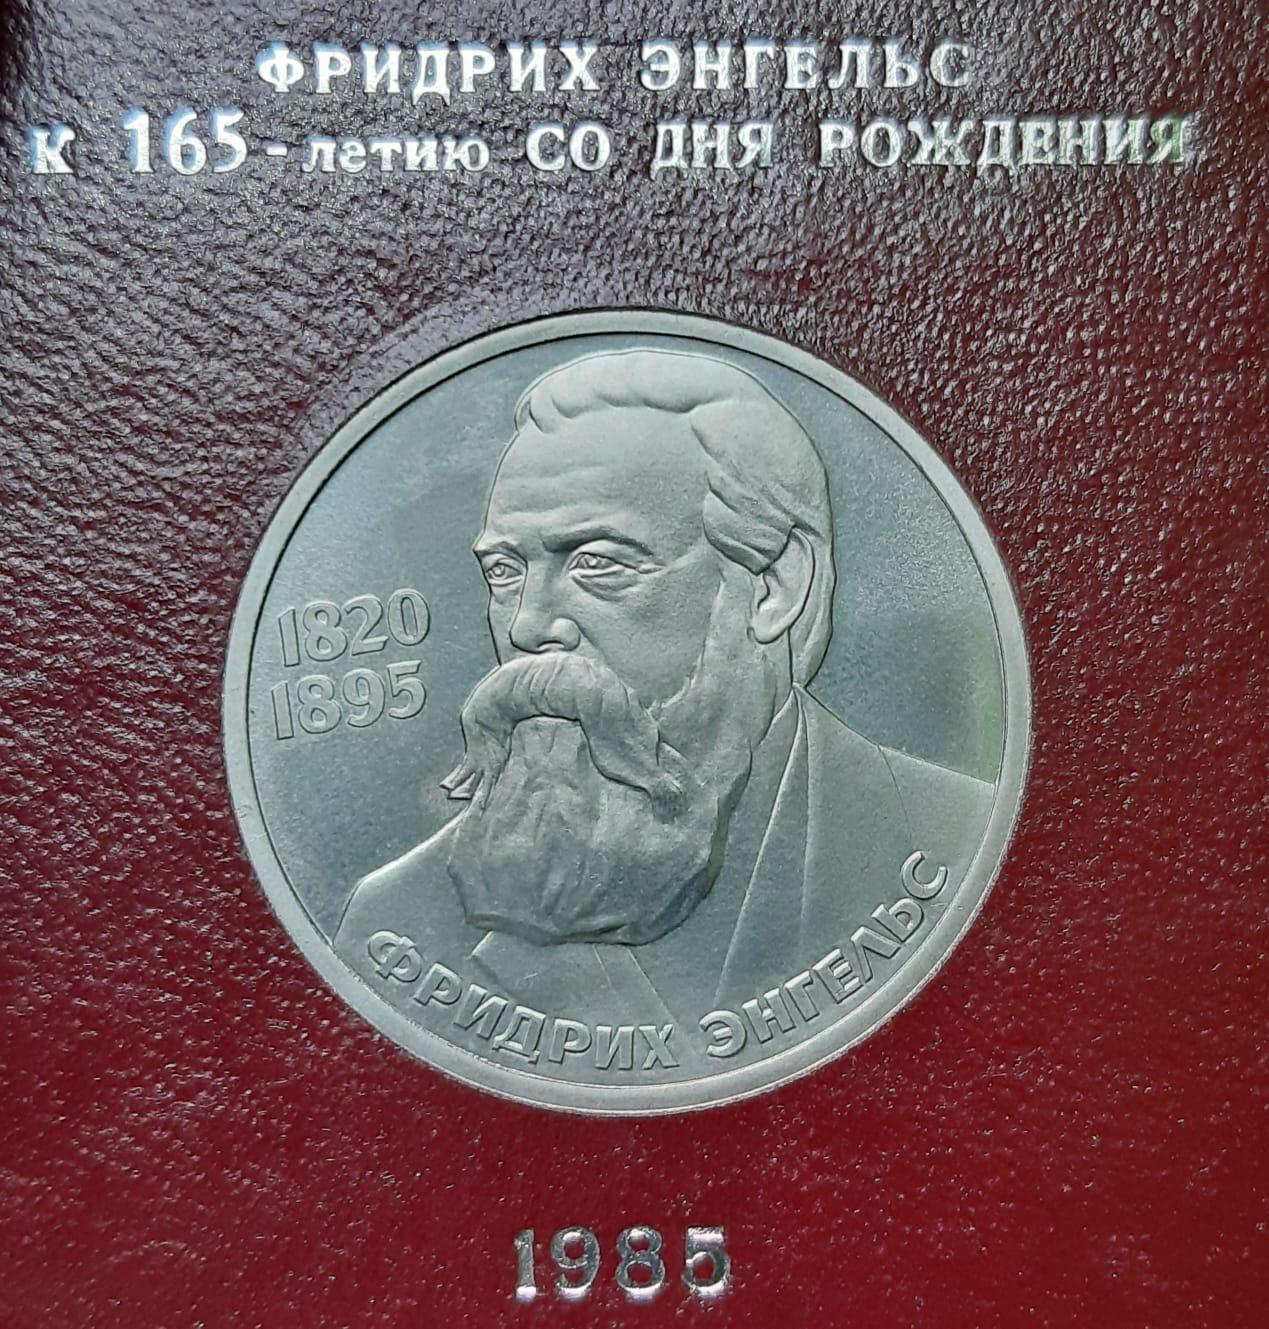 ФРИДРИХ ЭНГЕЛЬС
К 165-летию СО ДНЯ РОЖДЕНИЯ
1820
1895
ФРИДРИХ ЭНГЕЛЬС
1985